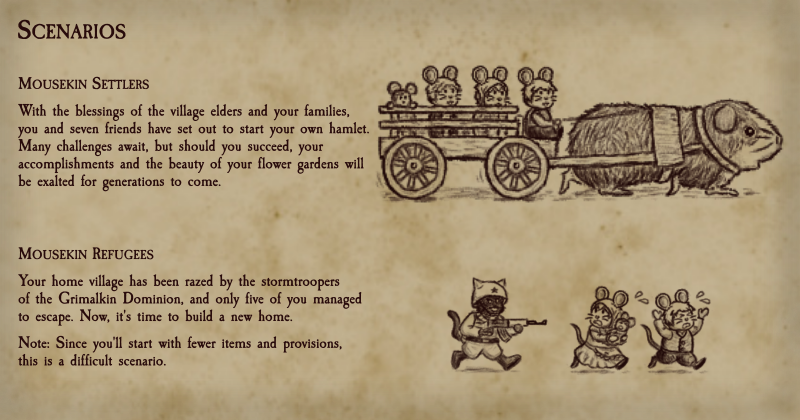 Scenarios
Mousekin Settlers
With the blessings of the village elders and your families,
you and seven friends have set out to start your own hamlet.
Many challenges await, but should you succeed, your
accomplishments and the beauty of your flower gardens will
be exalted for generations to come.
Mousekin Refugees
Your home village has been razed by the stormtroopers
of the Grimalkin Dominion, and only five of you managed
to escape. Now, it's time to build a new home.
Note: Since you'll start with fewer items and provisions,
this is a difficult scenario.